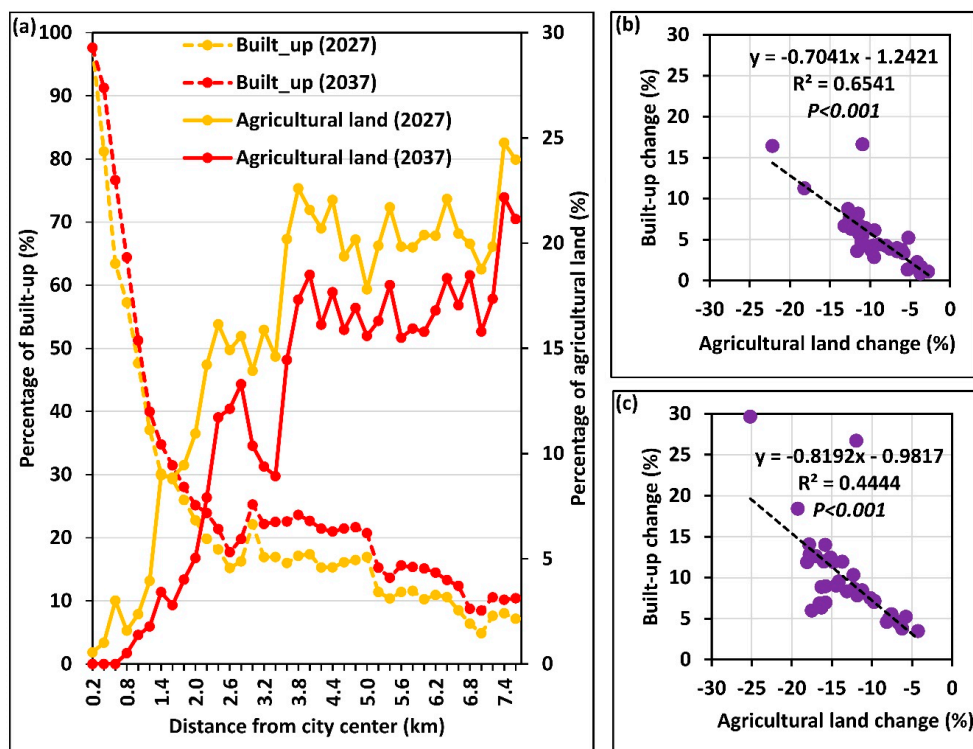 (a)
Built_up (2027)
Built_up (2037)
Agricultural land (2027)
Agricultural land (2037)
Percentage of Built-up (%)
100
90
80
70
60
50
40
30
20
10
0
Percentage of agricultural land (%)
30
25
20
15
10
5
0
0.2
0.8
1.4
2.0
2.6
3.2
3.8
4.4
5.0
5.6
6.2
6.8
7.4
Distance from city center (km)
(b)
y = -0.7041x - 1.2421
R² = 0.6541
P<0.001
Built-up change (%)
30
25
20
15
10
5
0
-30 -25 -20 -15 -10 -5 0
Agricultural land change (%)
(c)
y = -0.8192x - 0.9817
R² = 0.4444
P<0.001
Built-up change (%)
30
25
20
15
10
5
0
-30 -25 -20 -15 -10 -5 0
Agricultural land change (%)